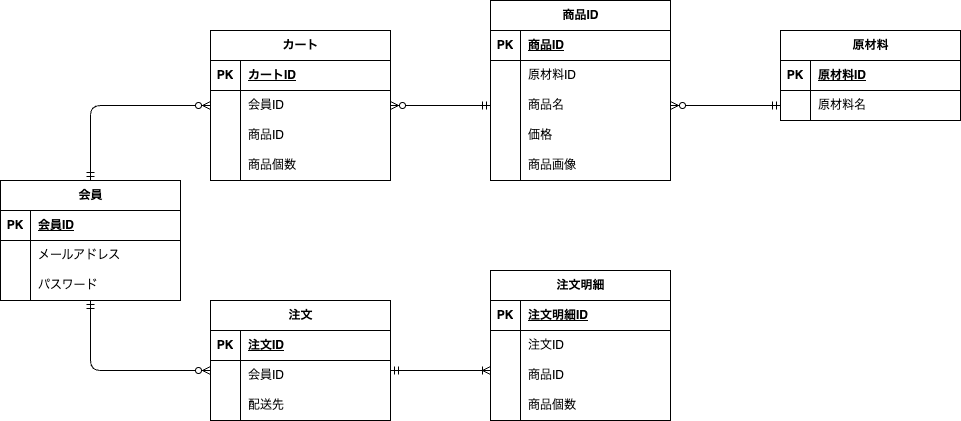 カート
PK カートID
会員ID
商品ID
商品個数
商品ID
PK 商品ID
原材料ID
商品名
価格
商品画像
原材料
PK 原材料ID
原材料名
会員
PK 会員ID
メールアドレス
パスワード
注文
PK 注文ID
会員ID
配送先
注文明細
PK 注文明細ID
注文ID
商品ID
商品個数